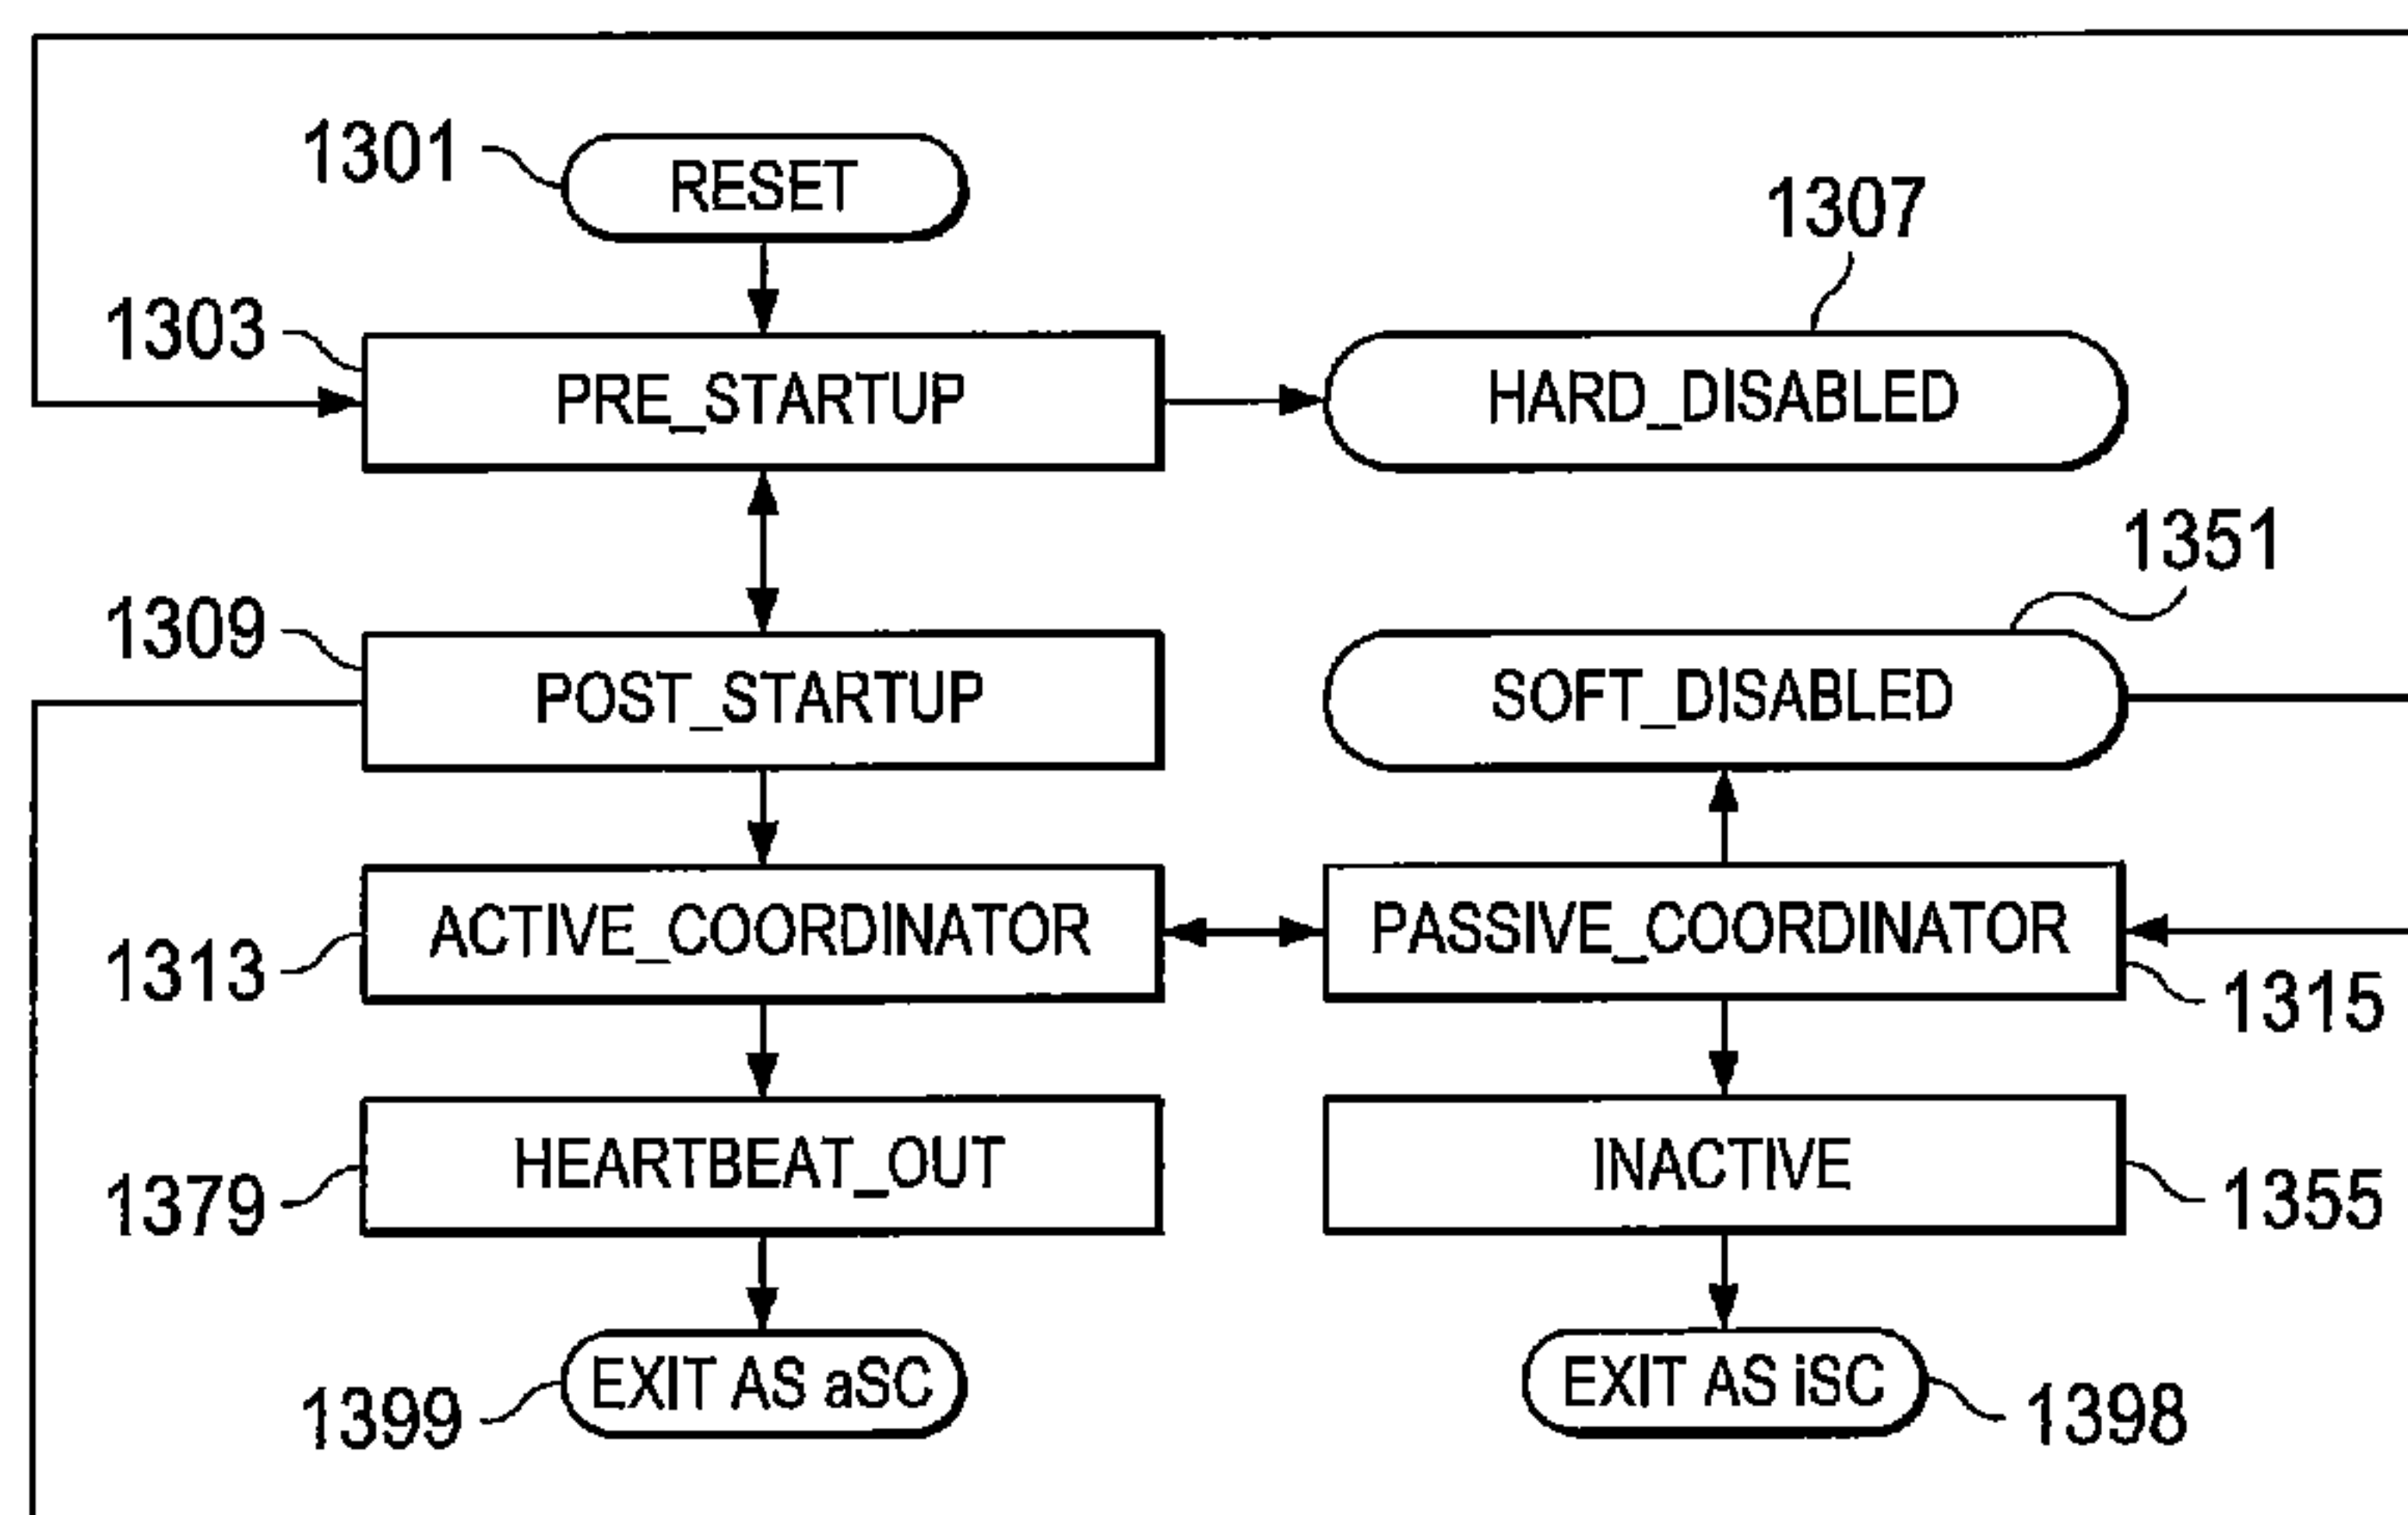 1301
RESET
1307
1303
PRE_STARTUP
HARD_DISABLED
1351
1309
POST_STARTUP
SOFT_DISABLED
ACTIVE_COORDINATOR
PASSIVE_COORDINATOR
1313
1315
HEARTBEAT_OUT
INACTIVE
1379
1355
EXIT AS aSC
EXIT AS iSC
1399
1398